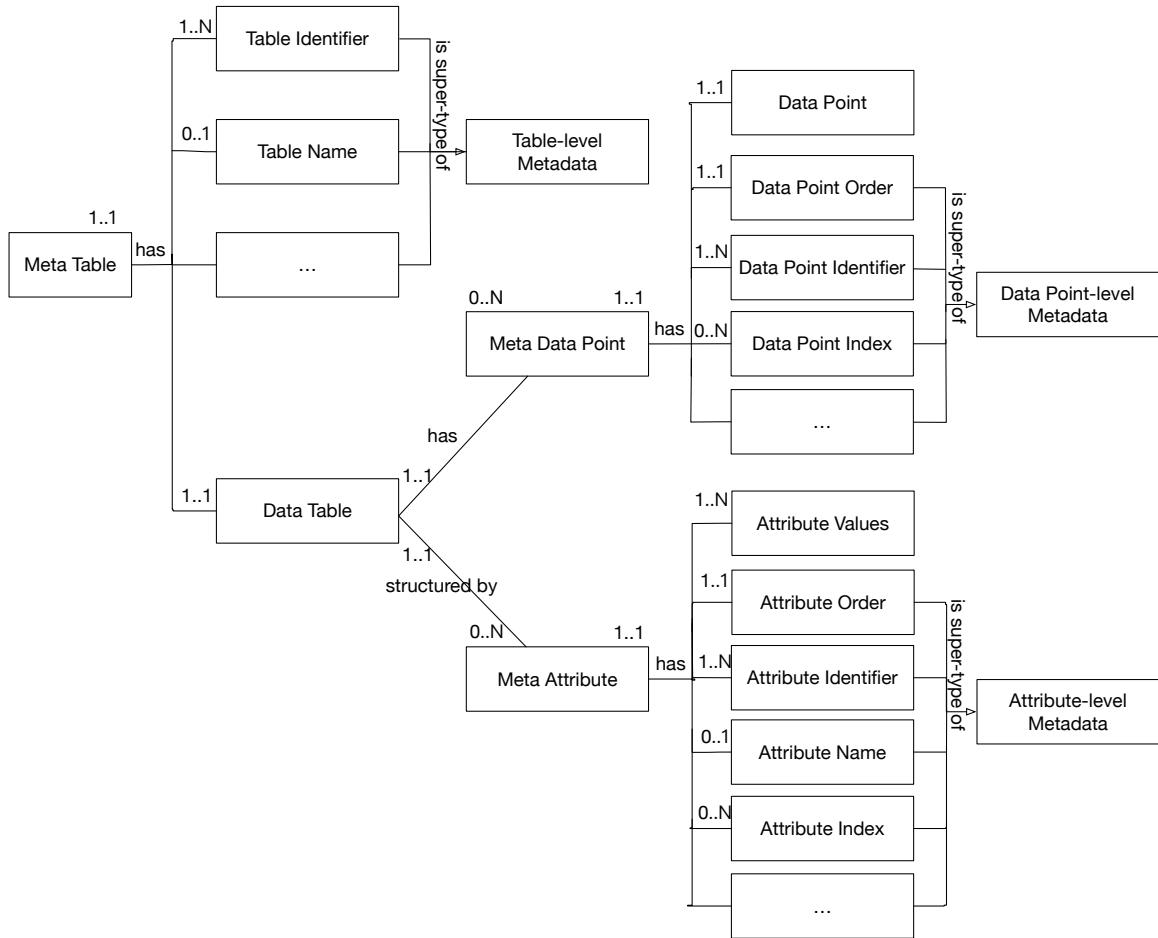 1..N
Table Identifier
is super-type of
0..1
Table Name
Table-level
Metadata
1..1
Meta Table
has
...
1..1
Data Table
has
1..1
1..1
structured by
0..N
1..1
Meta Data Point
has
1..1
Data Point
1..1
Data Point Order
1..N
Data Point Identifier
0..N
Data Point Index
...
is super-type of
Data Point-level
Metadata
0..N
1..1
Meta Attribute
has
1..N
Attribute Values
1..1
Attribute Order
1..N
Attribute Identifier
0..1
Attribute Name
0..N
Attribute Index
...
is super-type of
Attribute-level
Metadata